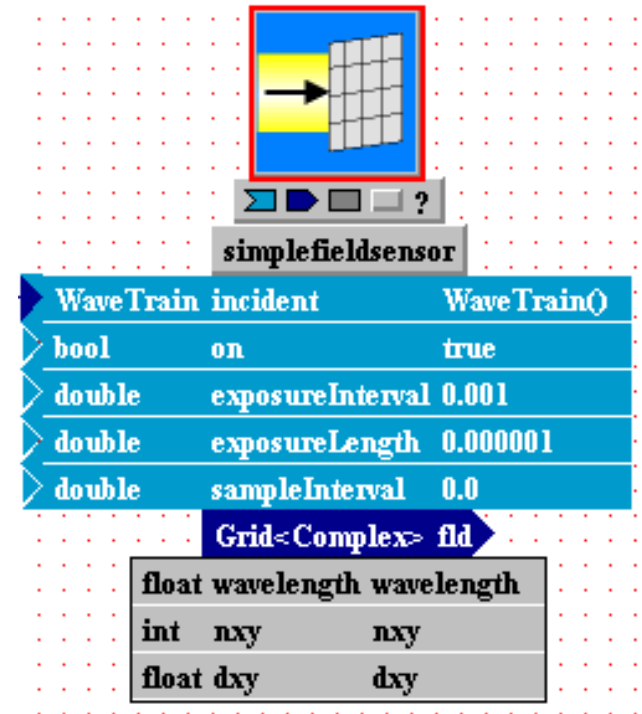 ?
simplefieldsensor
WaveTrain incident WaveTrain()
bool on true
double exposureInterval 0.001
double exposureLength 0.000001
double sampleInterval 0.0
Grid<Complex> fld
float wavelength wavelength
int nxy nxy
float dxy dxy